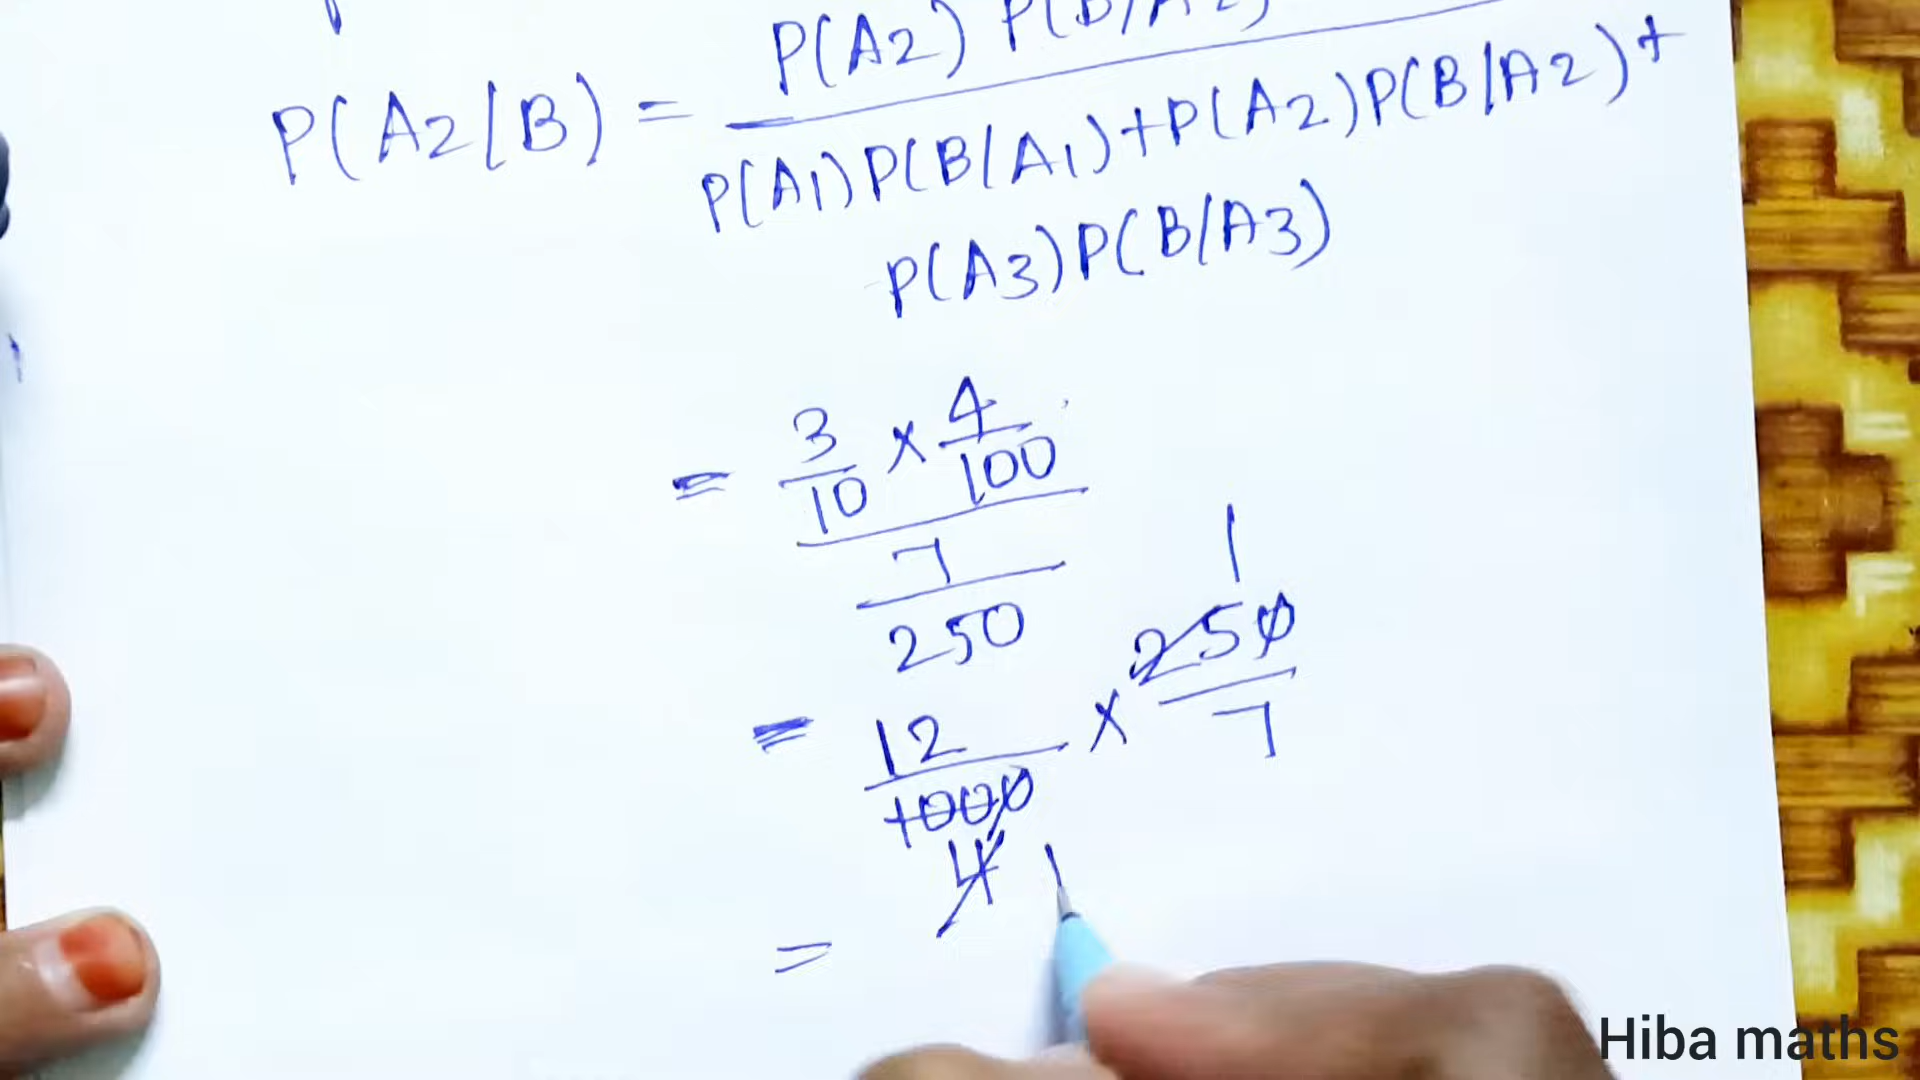 P(A2) P(B/A2)
P(A2/B) =
P(A1)P(B/A1)+P(A2)P(B/A2)+
P(A3)P(B/A3)
= 3/10 × 4/100
7/250
1
= 12/1000 × 250/7
4 1
=
Hiba maths